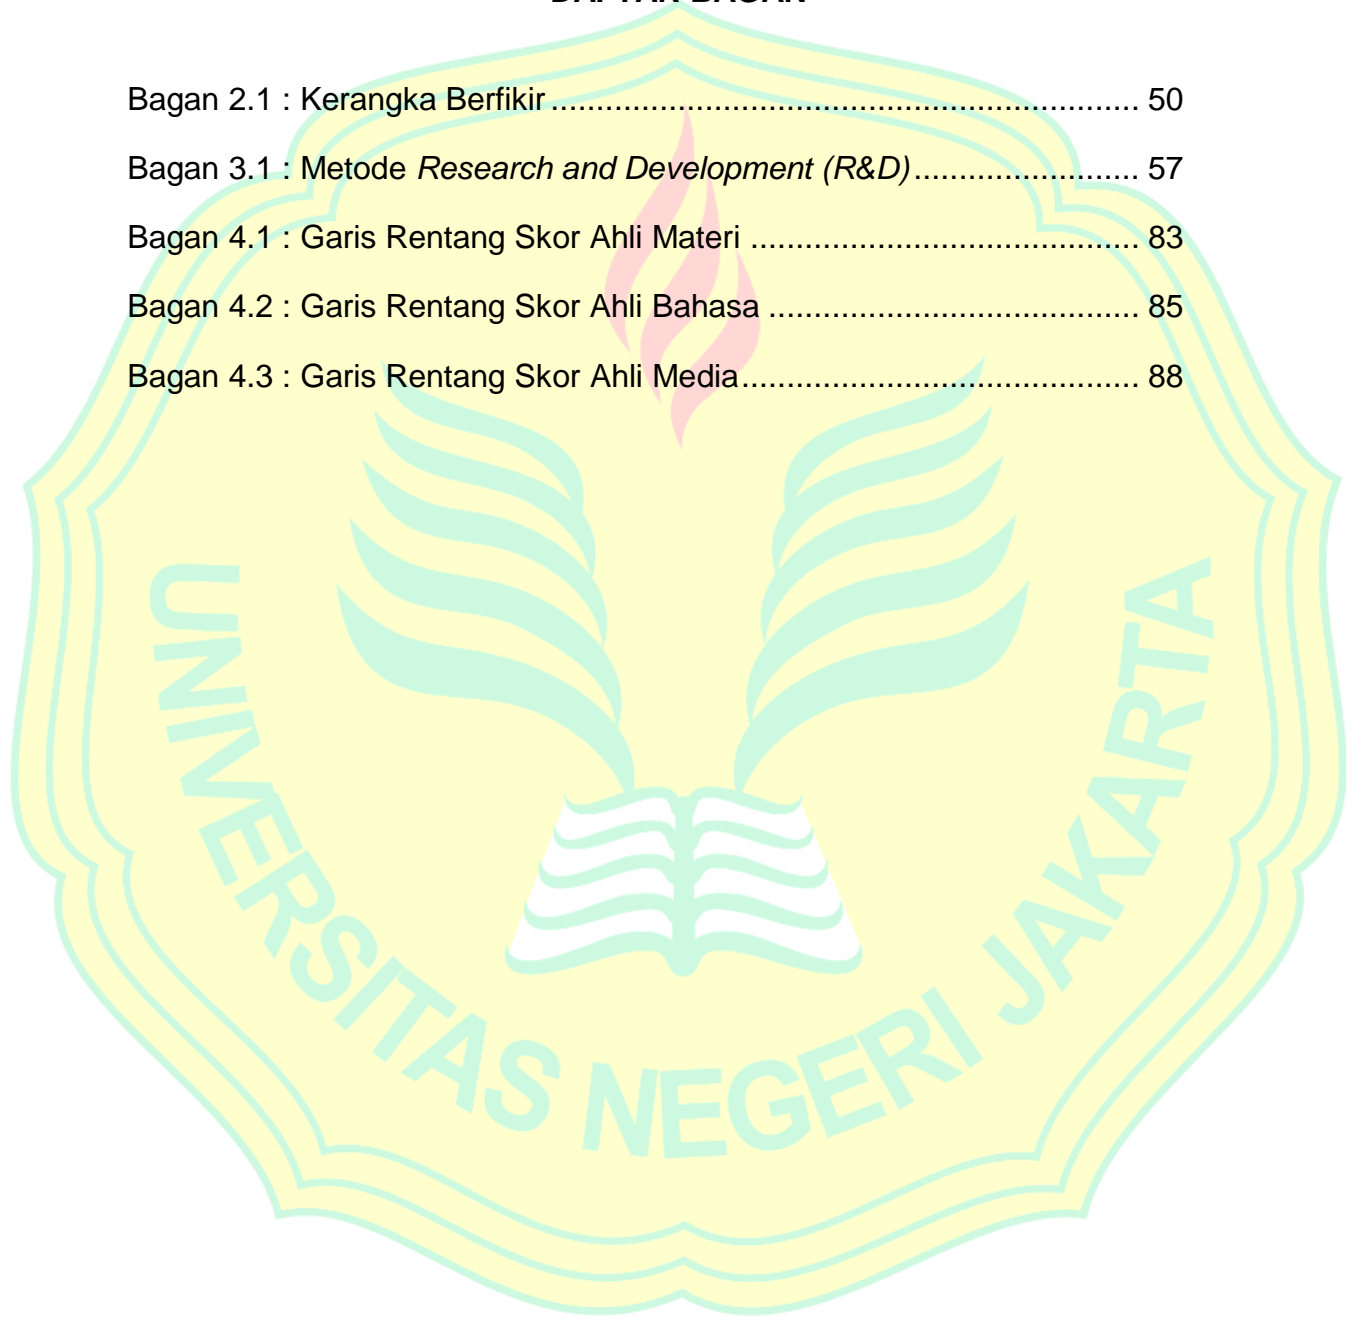 DAFTAR BAGAN
Bagan 2.1 : Kerangka Berfikir ................................................................. 50
Bagan 3.1 : Metode Research and Development (R&D) ......................... 57
Bagan 4.1 : Garis Rentang Skor Ahli Materi ........................................... 83
Bagan 4.2 : Garis Rentang Skor Ahli Bahasa ......................................... 85
Bagan 4.3 : Garis Rentang Skor Ahli Media ............................................ 88
UNIVERSITAS NEGERI JAKARTA